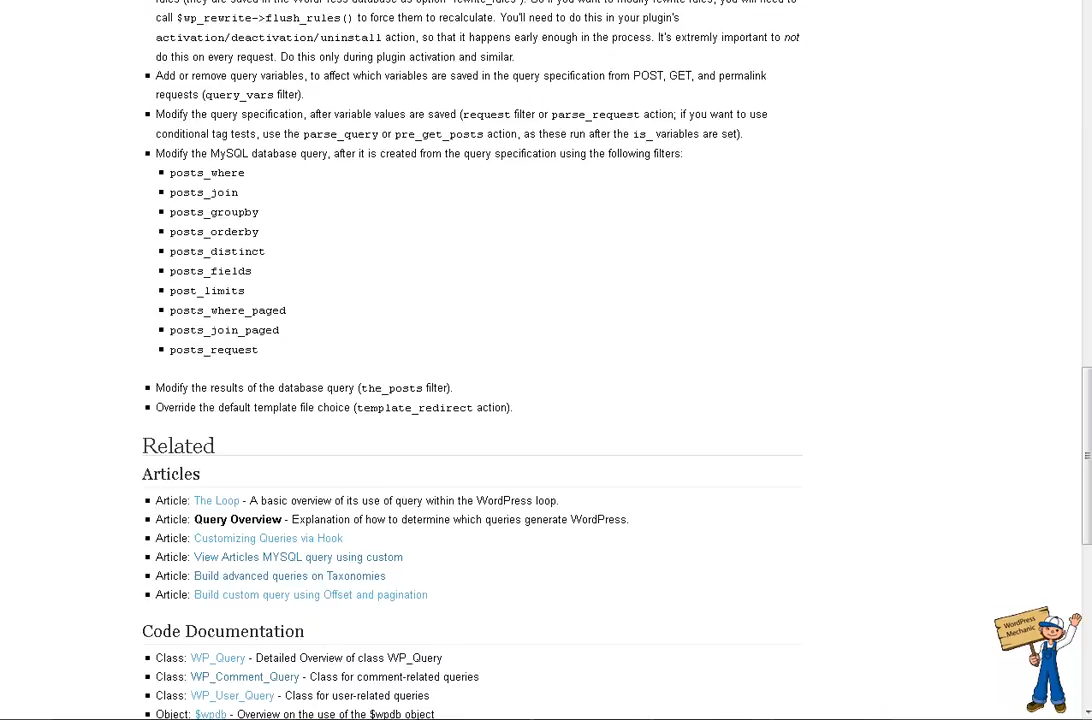 rules (they are saved in the WordPress database as option "rewrite_rules"). So if you want to modify rewrite rules, you will need to
call $wp_rewrite->flush_rules() to force them to recalculate. You'll need to do this in your plugin's
activation/deactivation/uninstall action, so that it happens early enough in the process. It's extremly important to not
do this on every request. Do this only during plugin activation and similar.
Add or remove query variables, to affect which variables are saved in the query specification from POST, GET, and permalink
requests (query_vars filter).
Modify the query specification, after variable values are saved (request filter or parse_request action; if you want to use
conditional tag tests, use the parse_query or pre_get_posts action, as these run after the is_ variables are set).
Modify the MySQL database query, after it is created from the query specification using the following filters:
posts_where
posts_join
posts_groupby
posts_orderby
posts_distinct
posts_fields
post_limits
posts_where_paged
posts_join_paged
posts_request
Modify the results of the database query (the_posts filter).
Override the default template file choice (template_redirect action).
Related
Articles
Article: The Loop - A basic overview of its use of query within the WordPress loop.
Article: Query Overview - Explanation of how to determine which queries generate WordPress.
Article: Customizing Queries via Hook
Article: View Articles MYSQL query using custom
Article: Build advanced queries on Taxonomies
Article: Build custom query using Offset and pagination
Code Documentation
Class: WP_Query - Detailed Overview of class WP_Query
Class: WP_Comment_Query - Class for comment-related queries
Class: WP_User_Query - Class for user-related queries
Object: $wpdb - Overview on the use of the $wpdb object
WordPress
Mechanic